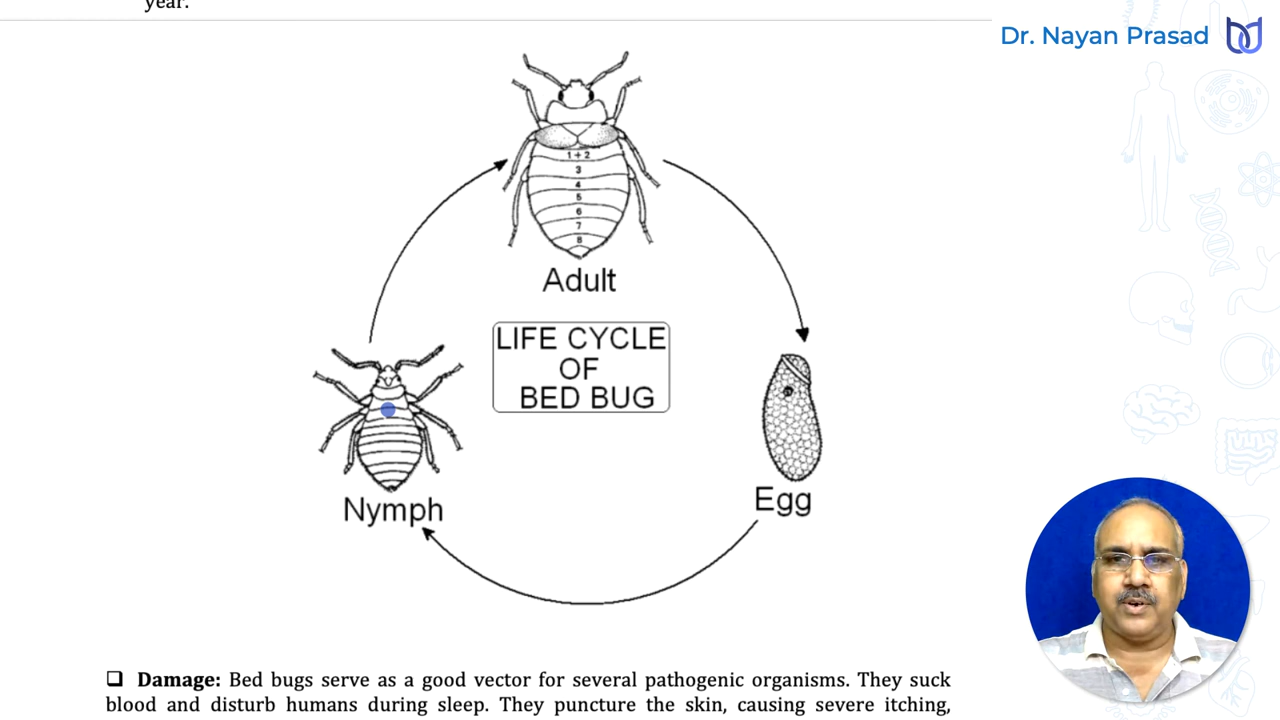 year.
Dr. Nayan Prasad
1 + 2
3
4
5
6
7
8
Adult
LIFE CYCLE
OF
BED BUG
Nymph
Egg
❑ Damage: Bed bugs serve as a good vector for several pathogenic organisms. They suck
blood and disturb humans during sleep. They puncture the skin, causing severe itching,